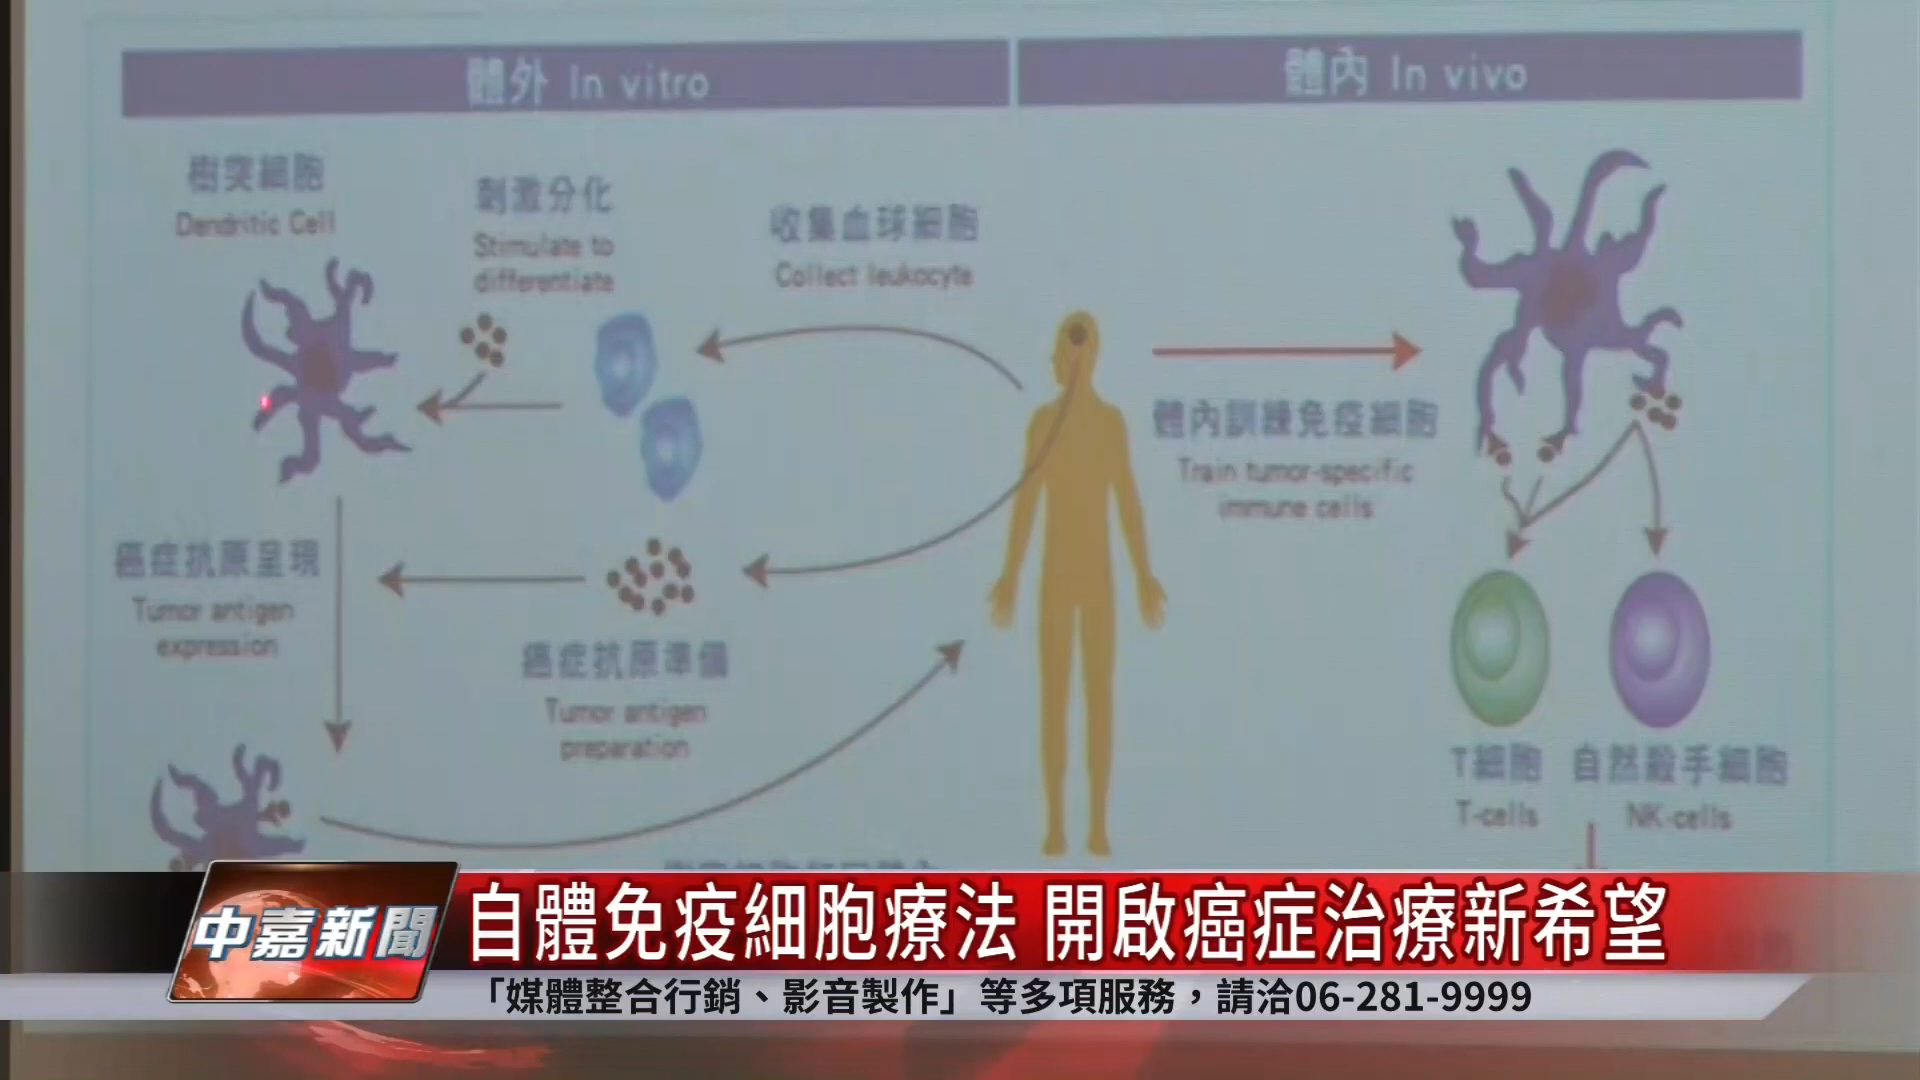 體外 In vitro
體內 In vivo
樹突細胞
Dendritic Cell
刺激分化
Stimulate to
differentiate
收集血球細胞
Collect leukocyte
體內訓練免疫細胞
Train tumor-specific
immune cells
癌症抗原呈現
Tumor antigen
expression
癌症抗原準備
Tumor antigen
preparation
T細胞
T-cells
自然殺手細胞
NK-cells
中嘉新聞
自體免疫細胞療法 開啟癌症治療新希望
「媒體整合行銷、影音製作」等多項服務，請洽06-281-9999